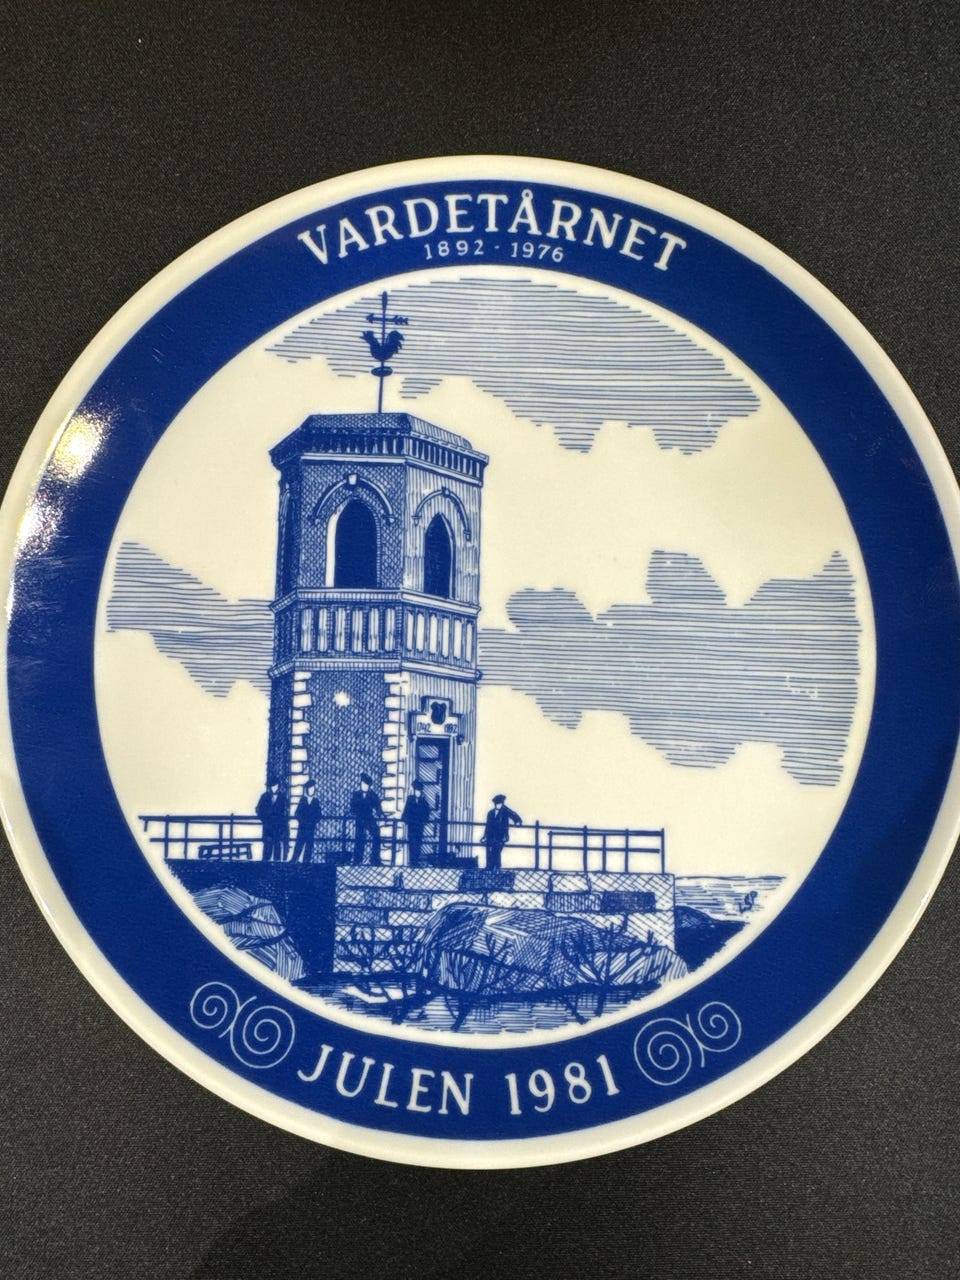 VARDETÅRNET
1892 - 1976
JULEN 1981